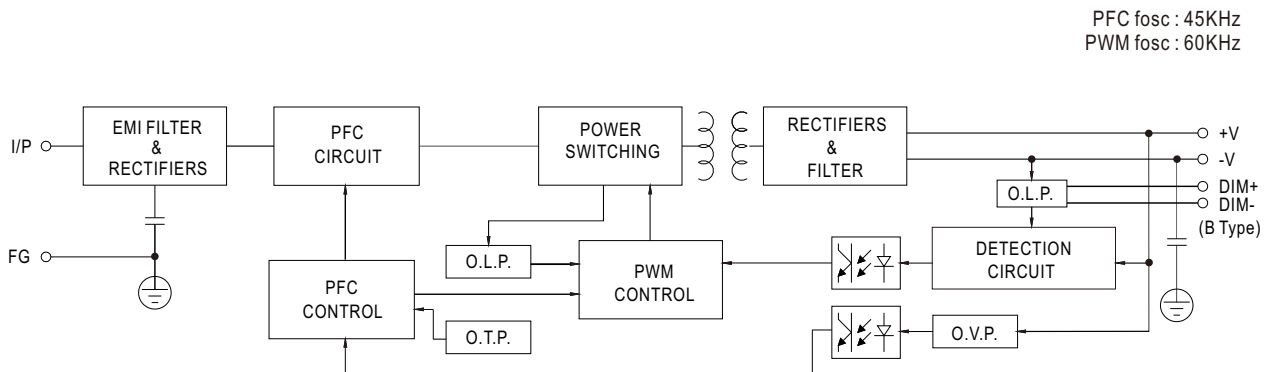 PFC fosc : 45KHz
PWM fosc : 60KHz
I/P
EMI FILTER
&
RECTIFIERS
PFC
CIRCUIT
POWER
SWITCHING
RECTIFIERS
&
FILTER
+V
-V
DIM+
DIM-
(B Type)
O.L.P.
FG
O.L.P.
PFC
CONTROL
PWM
CONTROL
DETECTION
CIRCUIT
O.T.P.
O.V.P.